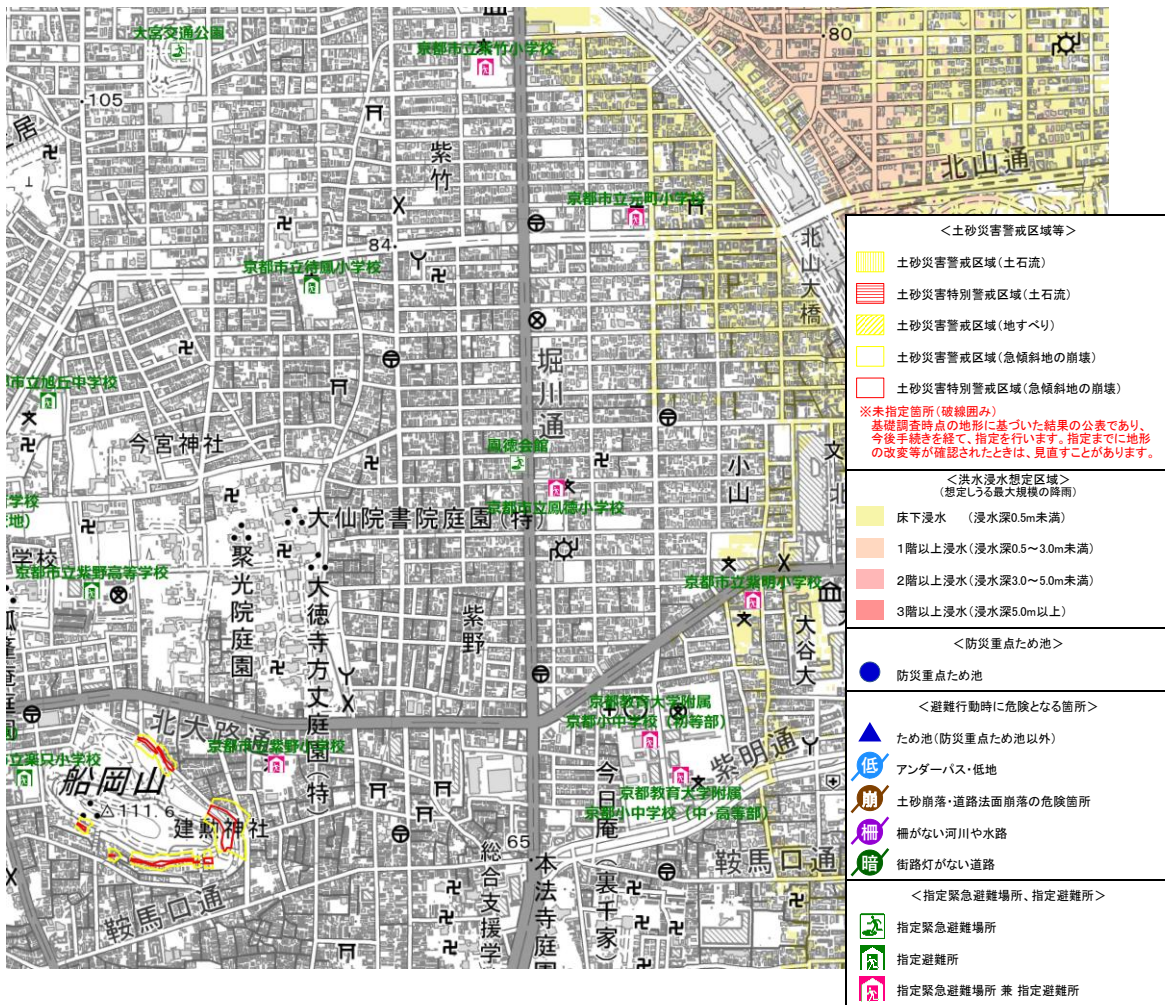 大宮交通公園
京都市立紫竹小学校
80
105
居
紫竹
北山通
京都市立元町小学校
84
北山大橋
京都市立待鳳小学校
堀川通
市立旭丘中学校
今宮神社
鳳徳会館
小山
文
北
学校
地)
大仙院書院庭園(特)
京都市立鳳徳小学校
学校
京都市立紫野高等学校
聚光院庭園
大徳寺方丈庭園(特)
紫野
京都市立紫明小学校
大谷大
孤篷庵庭園
北大路通
京都市立紫野小学校
京都教育大学附属
京都小中学校(初等部)
紫明通
立楽只小学校
船岡山
111.6
建勲神社
今日庵(裏千家)
京都教育大学附属
京都小中学校(中・高等部)
65
本法寺庭園
鞍馬口通
総合支援学
鞍馬口通
<土砂災害警戒区域等>
土砂災害警戒区域(土石流)
土砂災害特別警戒区域(土石流)
土砂災害警戒区域(地すべり)
土砂災害警戒区域(急傾斜地の崩壊)
土砂災害特別警戒区域(急傾斜地の崩壊)
※未指定箇所(破線囲み)
基礎調査時点の地形に基づいた結果の公表であり、
今後手続きを経て、指定を行います。指定までに地形
の改変等が確認されたときは、見直すことがあります。
<洪水浸水想定区域>
(想定しうる最大規模の降雨)
床下浸水 (浸水深0.5m未満)
1階以上浸水(浸水深0.5~3.0m未満)
2階以上浸水(浸水深3.0~5.0m未満)
3階以上浸水(浸水深5.0m以上)
<防災重点ため池>
防災重点ため池
<避難行動時に危険となる箇所>
ため池(防災重点ため池以外)
低 アンダーパス・低地
崩 土砂崩落・道路法面崩落の危険箇所
柵 柵がない河川や水路
暗 街路灯がない道路
<指定緊急避難場所、指定避難所>
指定緊急避難場所
指定避難所
指定緊急避難場所 兼 指定避難所